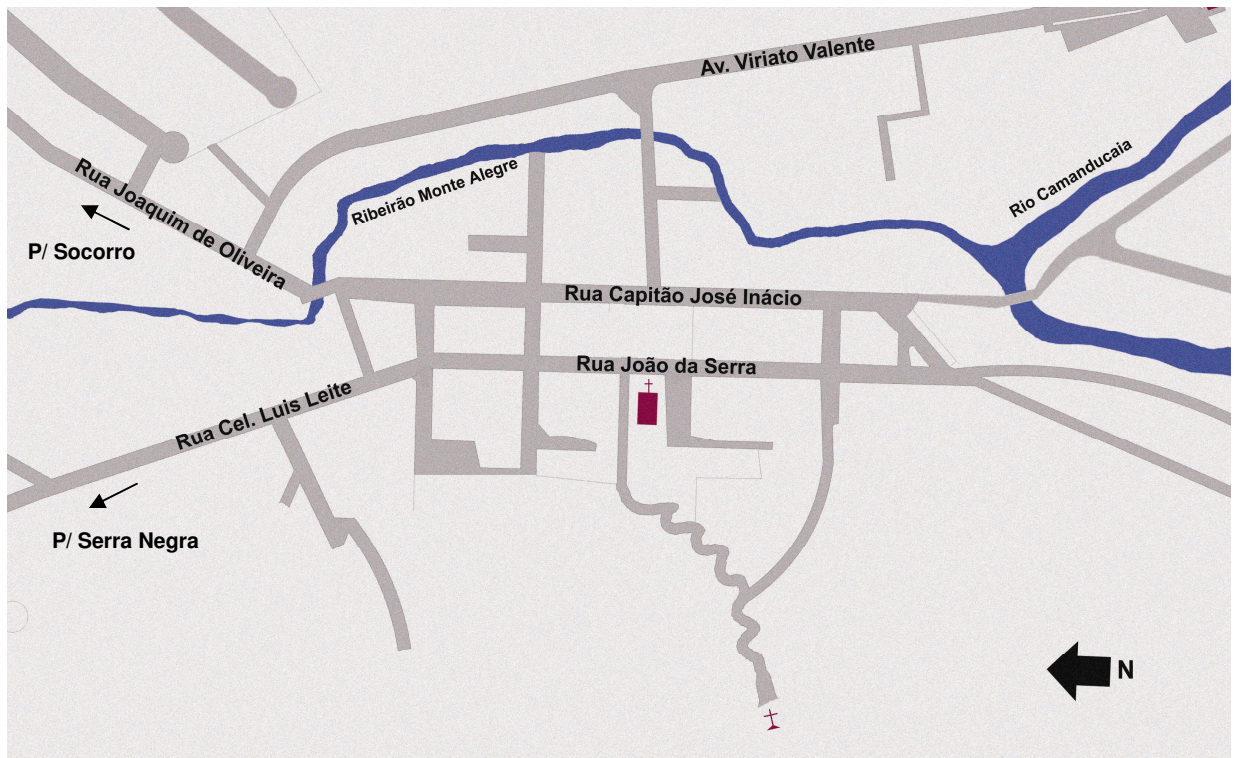 Av. Viriato Valente
Rio Camanducaia
Ribeirão Monte Alegre
Rua Joaquim de Oliveira
P/ Socorro
Rua Capitão José Inácio
Rua João da Serra
Rua Cel. Luis Leite
P/ Serra Negra
N